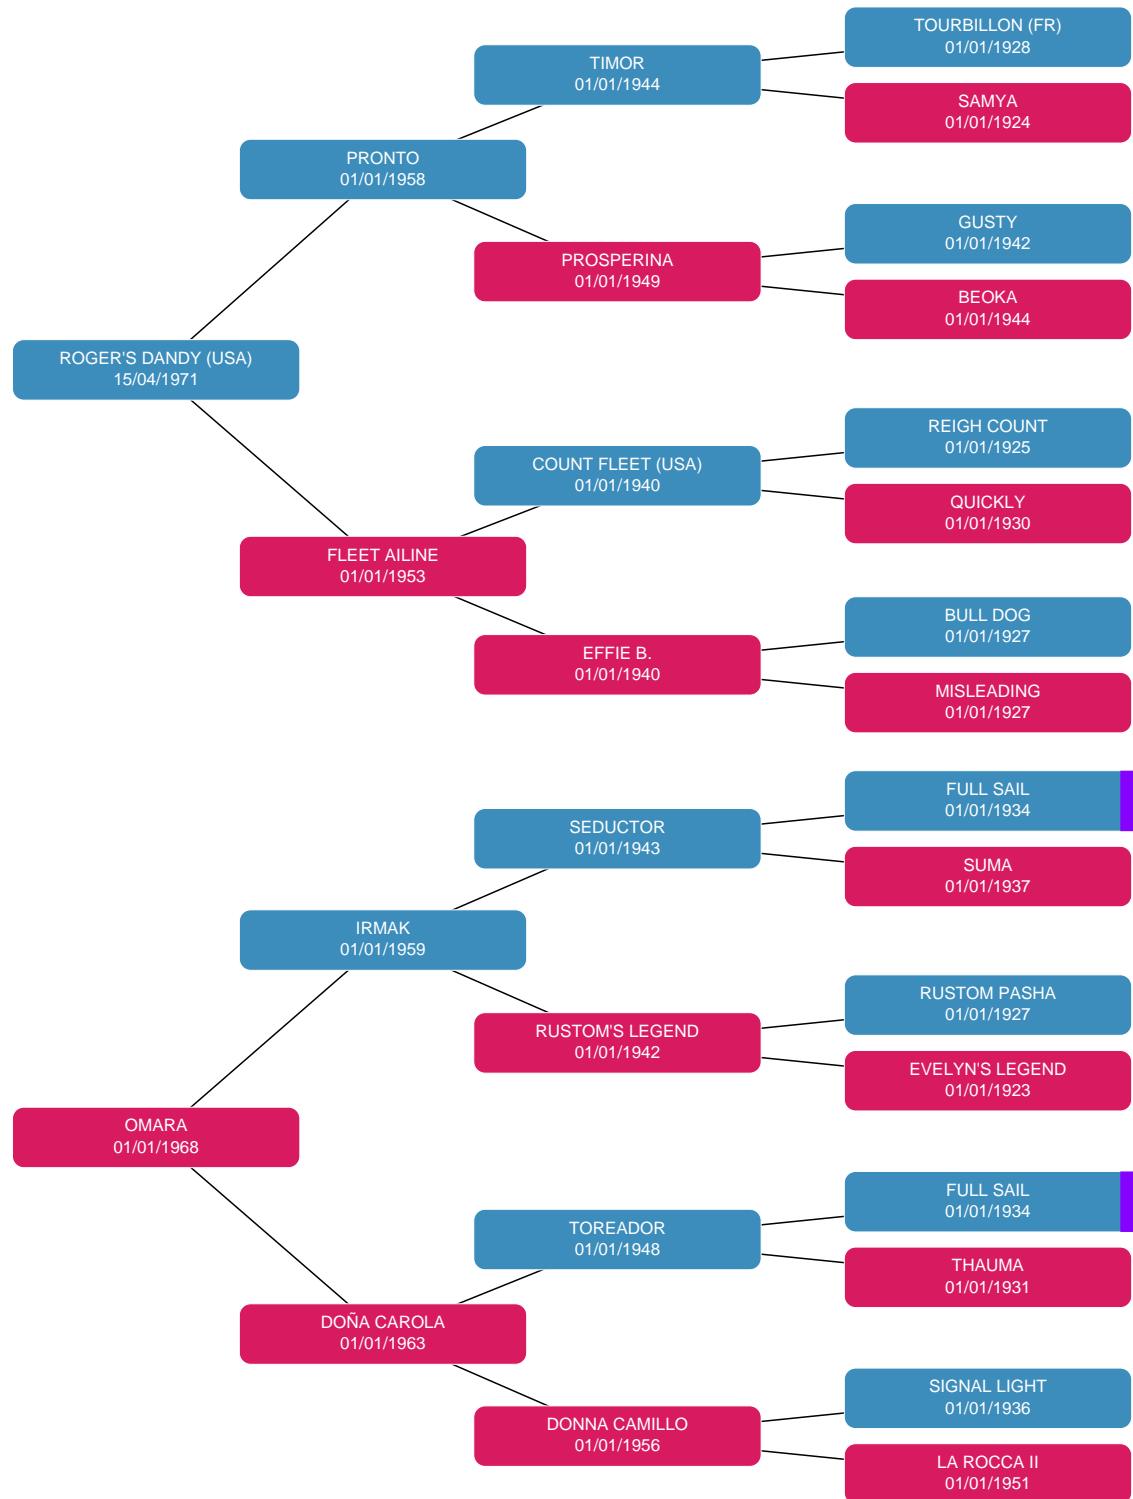 TOURBILLON (FR)
01/01/1928
TIMOR
01/01/1944
SAMYA
01/01/1924
PRONTO
01/01/1958
GUSTY
01/01/1942
PROSPERINA
01/01/1949
BEOKA
01/01/1944
ROGER'S DANDY (USA)
15/04/1971
REIGH COUNT
01/01/1925
COUNT FLEET (USA)
01/01/1940
QUICKLY
01/01/1930
FLEET AILINE
01/01/1953
BULL DOG
01/01/1927
EFFIE B.
01/01/1940
MISLEADING
01/01/1927
FULL SAIL
01/01/1934
SEDUCTOR
01/01/1943
SUMA
01/01/1937
IRMAK
01/01/1959
RUSTOM PASHA
01/01/1927
RUSTOM'S LEGEND
01/01/1942
EVELYN'S LEGEND
01/01/1923
OMARA
01/01/1968
FULL SAIL
01/01/1934
TOREADOR
01/01/1948
THAUMA
01/01/1931
DOÑA CAROLA
01/01/1963
SIGNAL LIGHT
01/01/1936
DONNA CAMILLO
01/01/1956
LA ROCCA II
01/01/1951